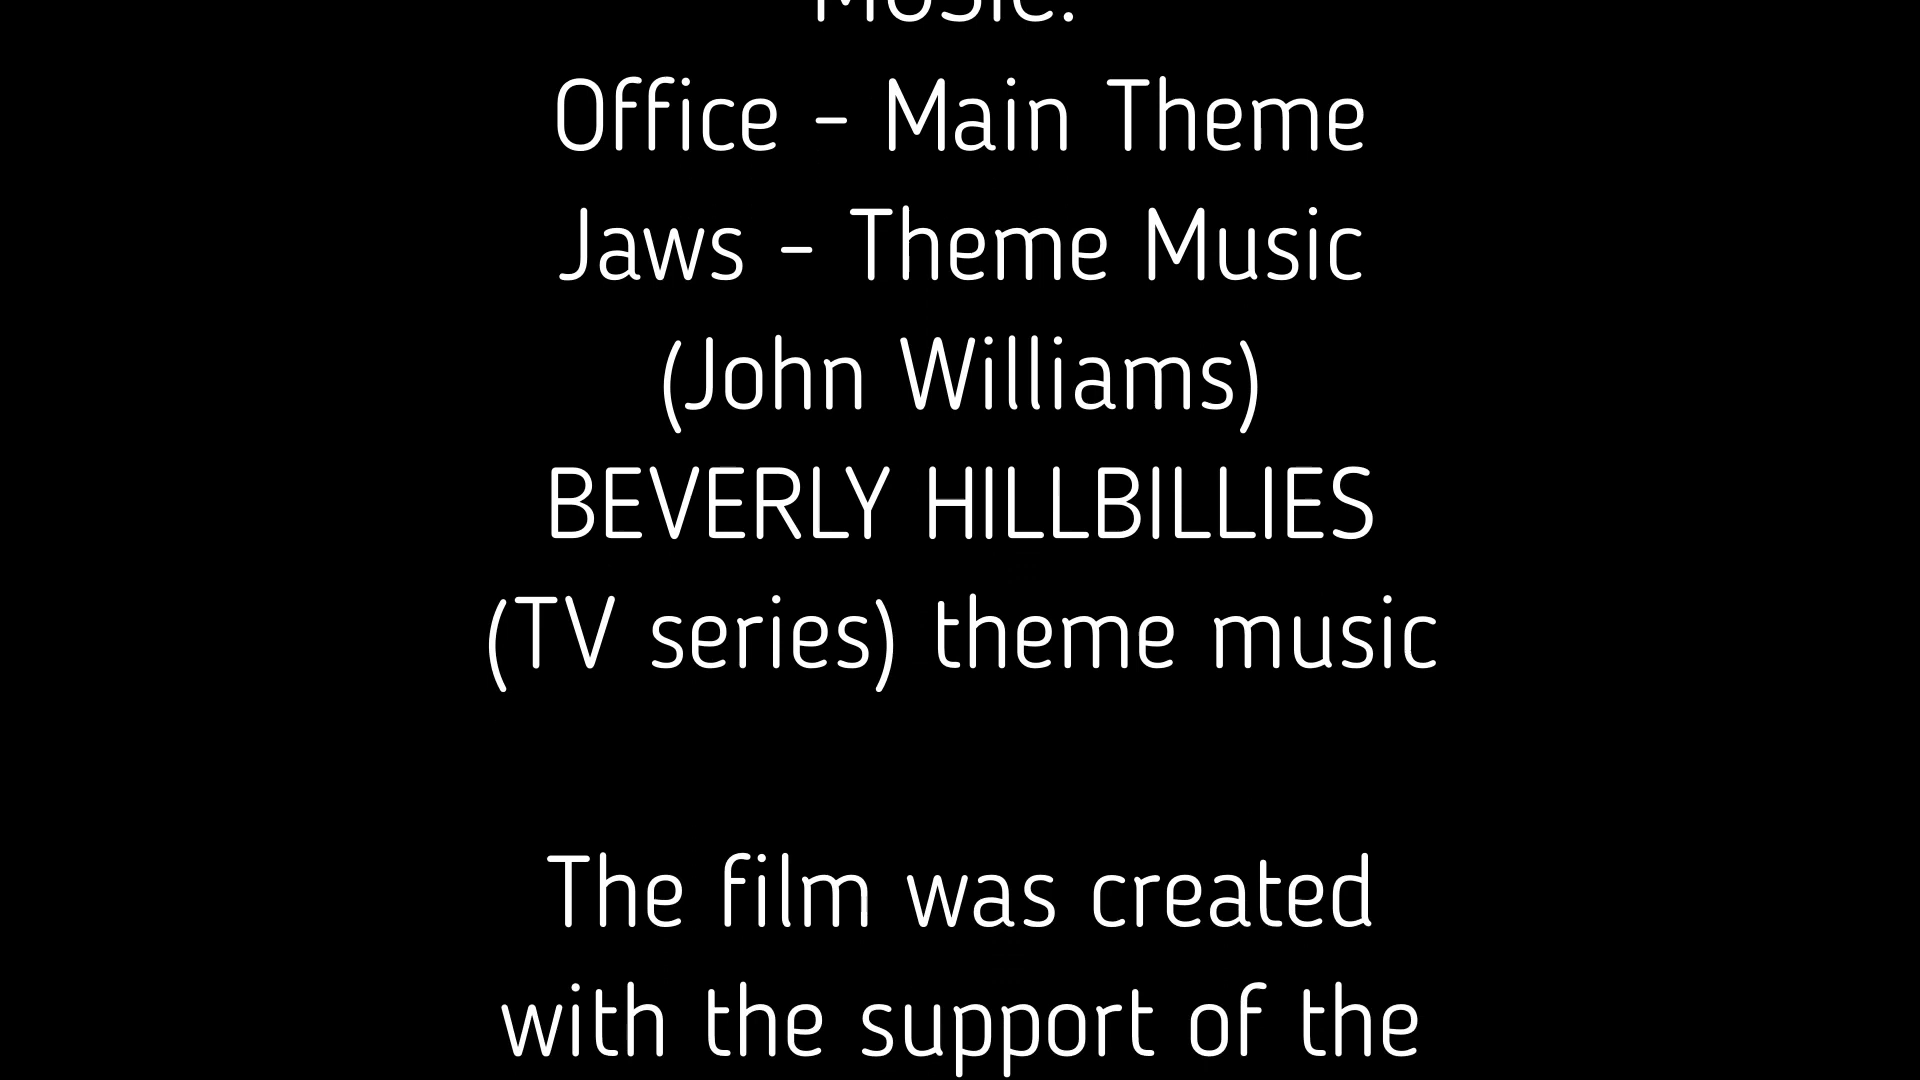 Music:
Office - Main Theme
Jaws - Theme Music
(John Williams)
BEVERLY HILLBILLIES
(TV series) theme music
The film was created
with the support of the